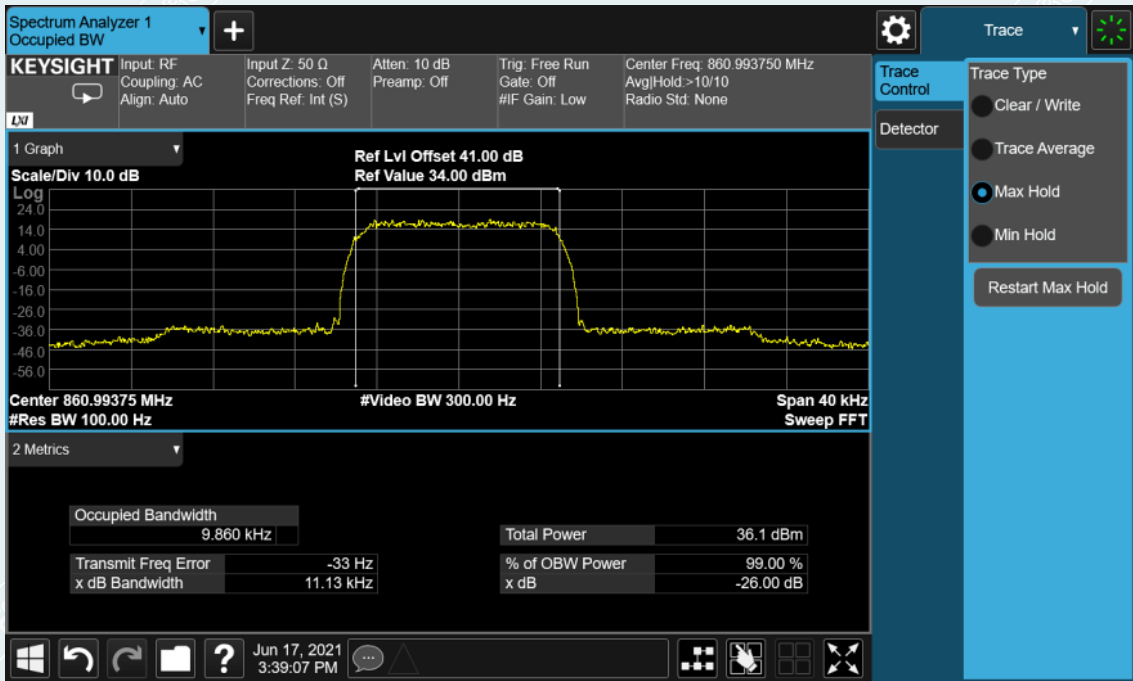 Spectrum Analyzer 1
Occupied BW
+
Trace
KEYSIGHT
Input: RF
Coupling: AC
Align: Auto
Input Z: 50 Ω
Corrections: Off
Freq Ref: Int (S)
Atten: 10 dB
Preamp: Off
Trig: Free Run
Gate: Off
#IF Gain: Low
Center Freq: 860.993750 MHz
Avg|Hold:>10/10
Radio Std: None
LXI
Trace
Control
Detector
Trace Type
Clear / Write
Trace Average
Max Hold
Min Hold
Restart Max Hold
1 Graph
Scale/Div 10.0 dB
Ref Lvl Offset 41.00 dB
Ref Value 34.00 dBm
Log
24.0
14.0
4.00
-6.00
-16.0
-26.0
-36.0
-46.0
-56.0
Center 860.99375 MHz
#Video BW 300.00 Hz
Span 40 kHz
#Res BW 100.00 Hz
Sweep FFT
2 Metrics
Occupied Bandwidth
9.860 kHz
Total Power 36.1 dBm
Transmit Freq Error -33 Hz
% of OBW Power 99.00 %
x dB Bandwidth 11.13 kHz
x dB -26.00 dB
?
Jun 17, 2021
3:39:07 PM